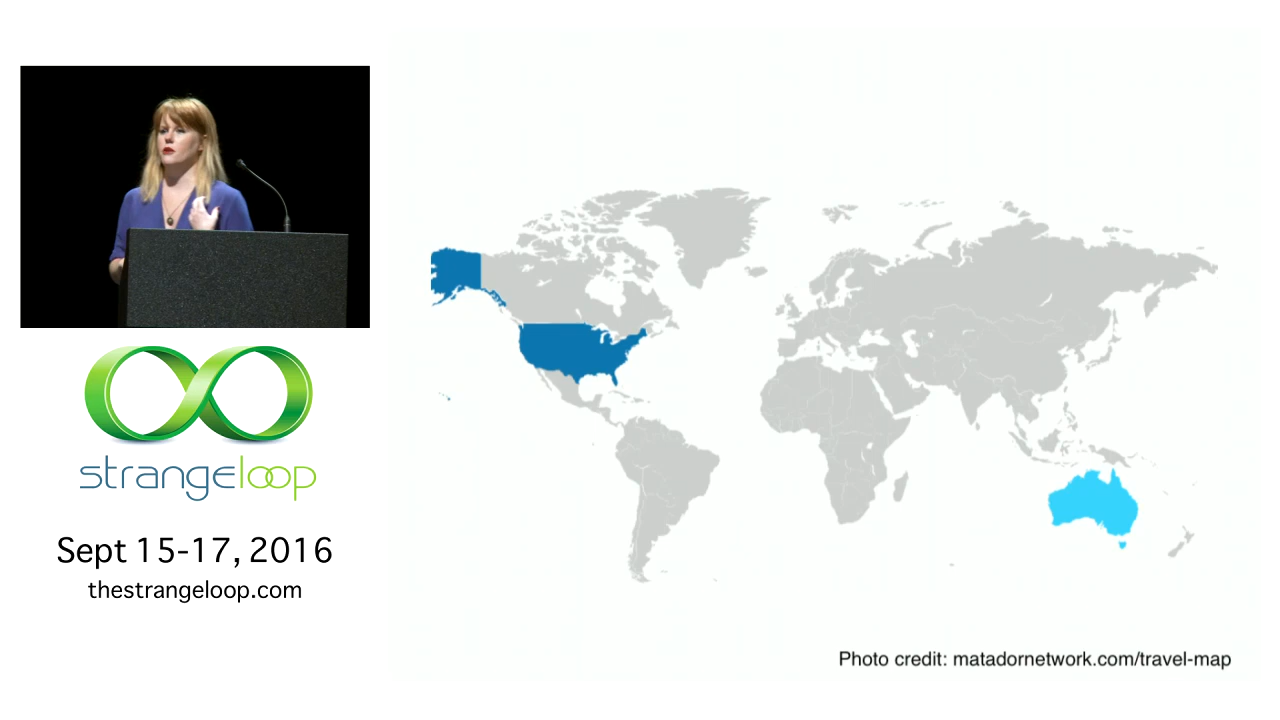 strangeloop
Sept 15-17, 2016
thestrangeloop.com
Photo credit: matadornetwork.com/travel-map